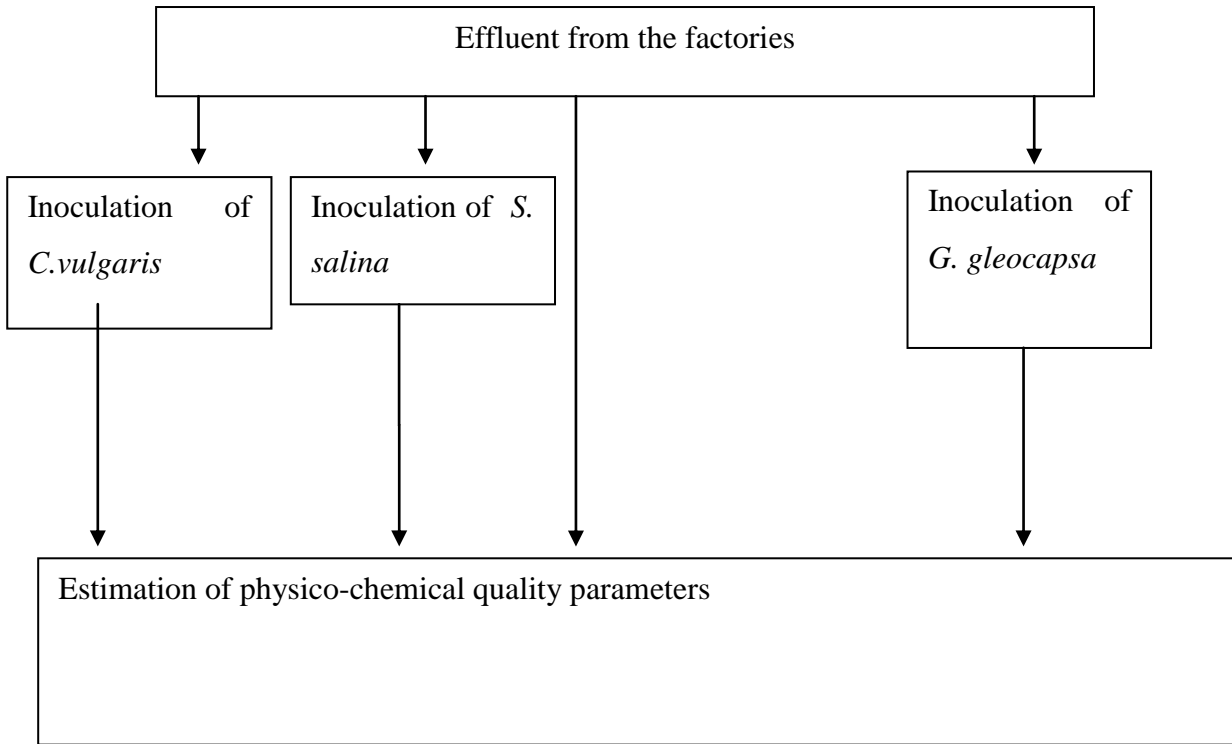 Effluent from the factories
Inoculation of
C.vulgaris
Inoculation of S.
salina
Inoculation of
G. gleocapsa
Estimation of physico-chemical quality parameters